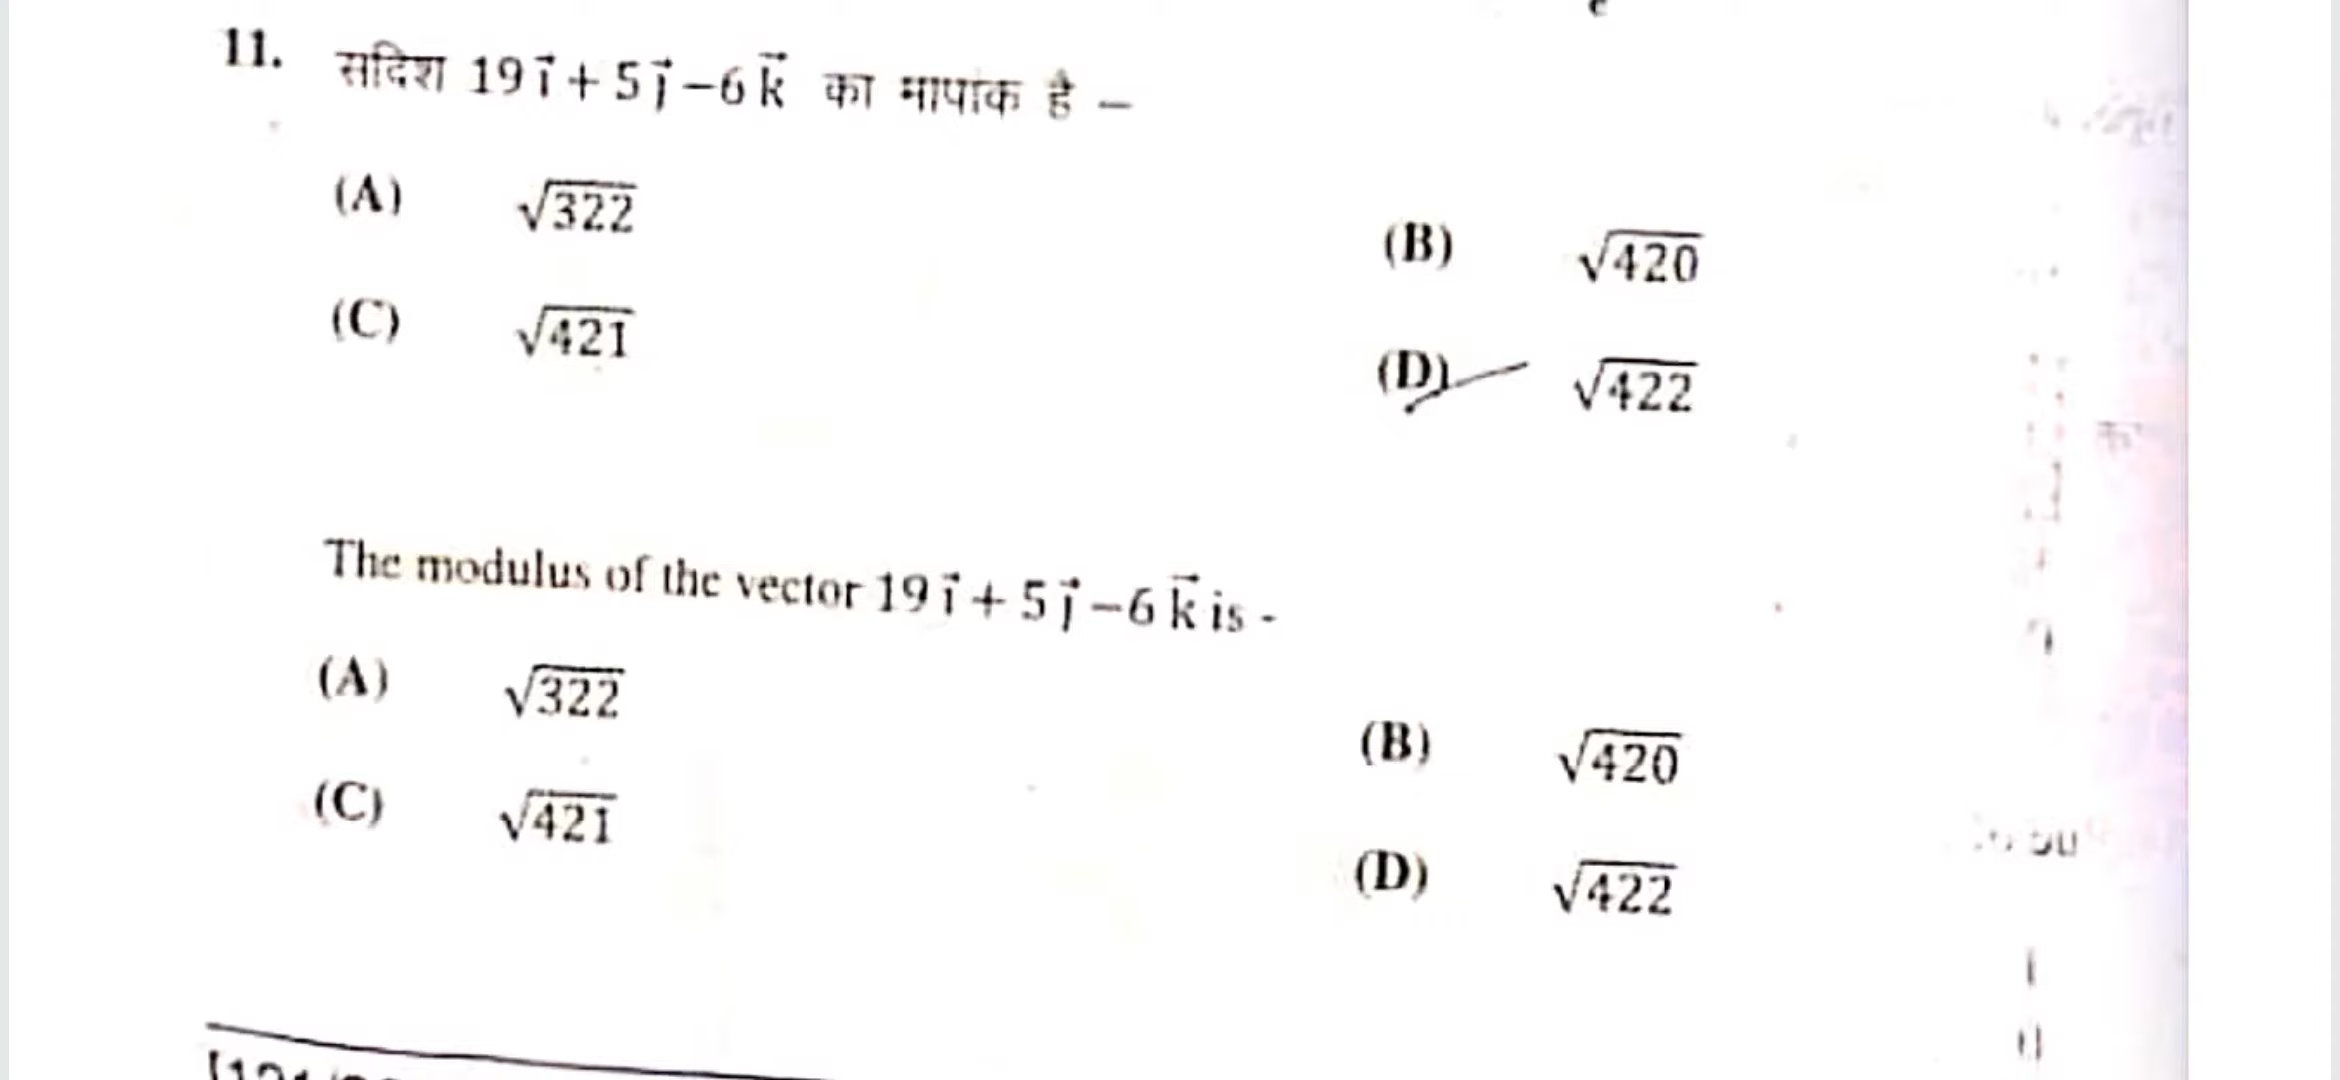 11. सदिश 19 i⃗ + 5 j⃗ − 6 k⃗ का मापांक है –
(A) √322
(B) √420
(C) √421
(D) √422
The modulus of the vector 19 i⃗ + 5 j⃗ − 6 k⃗ is -
(A) √322
(B) √420
(C) √421
(D) √422